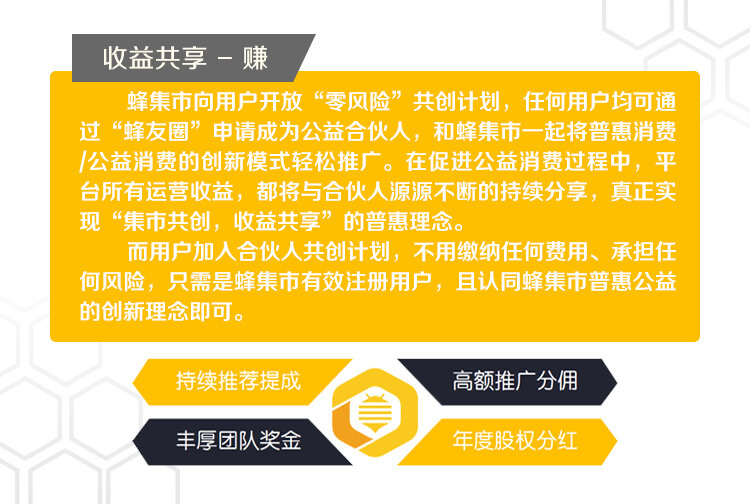 收益共享 – 赚
蜂集市向用户开放“零风险”共创计划，任何用户均可通
过“蜂友圈”申请成为公益合伙人，和蜂集市一起将普惠消费
/公益消费的创新模式轻松推广。在促进公益消费过程中，平
台所有运营收益，都将与合伙人源源不断的持续分享，真正实
现“集市共创，收益共享”的普惠理念。
而用户加入合伙人共创计划，不用缴纳任何费用、承担任
何风险，只需是蜂集市有效注册用户，且认同蜂集市普惠公益
的创新理念即可。
持续推荐提成
高额推广分佣
丰厚团队奖金
年度股权分红